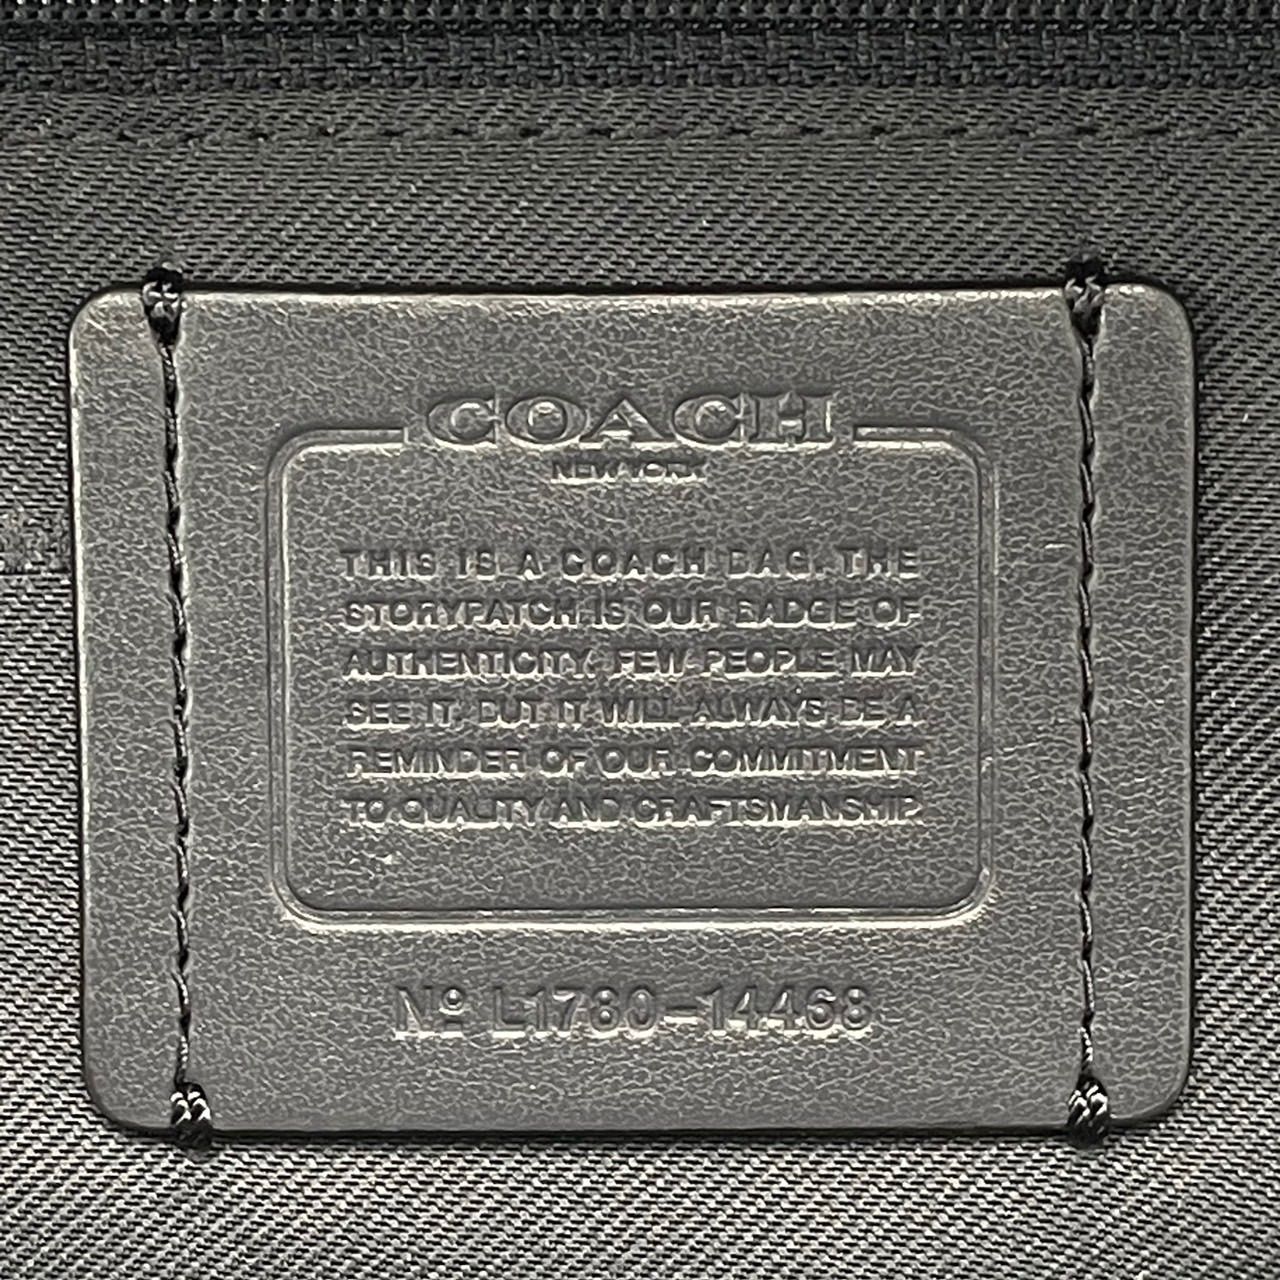 COACH
NEW YORK
THIS IS A COACH BAG. THE
STORYPATCH IS OUR BADGE OF
AUTHENTICITY. FEW PEOPLE MAY
SEE IT, BUT IT WILL ALWAYS BE A
REMINDER OF OUR COMMITMENT
TO QUALITY AND CRAFTSMANSHIP.
Nº L1780-14468